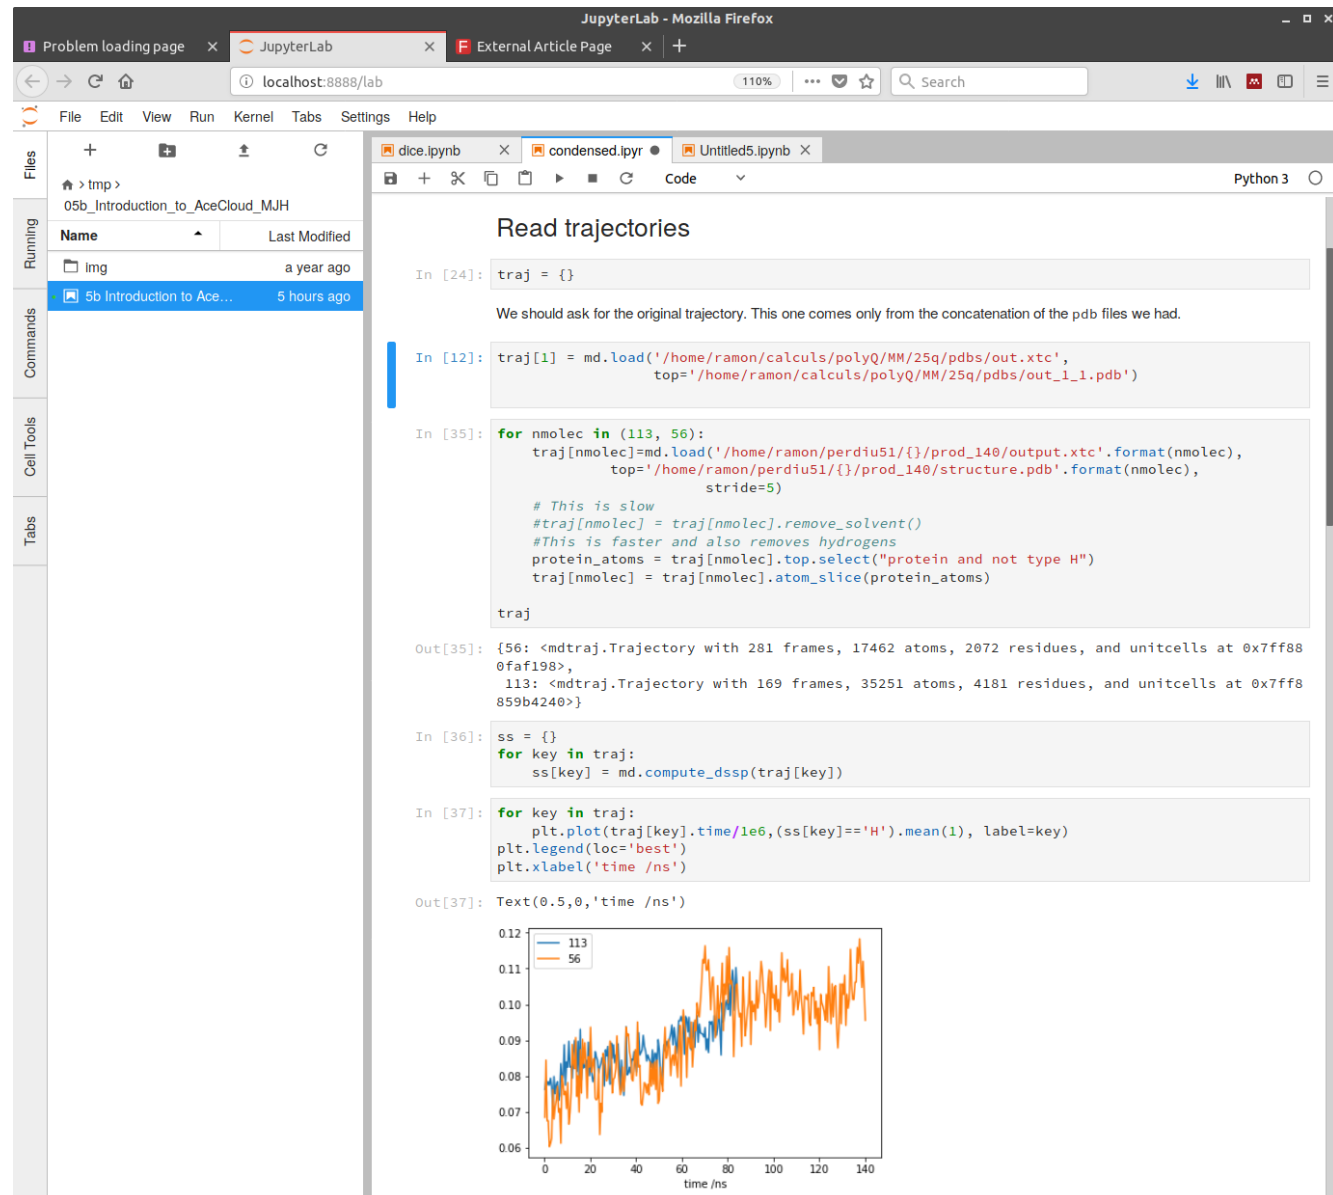 JupyterLab - Mozilla Firefox
Problem loading page
JupyterLab
External Article Page
localhost:8888/lab
110%
Search
File Edit View Run Kernel Tabs Settings Help
Files
Running
Commands
Cell Tools
Tabs
> tmp >
05b_Introduction_to_AceCloud_MJH
Name Last Modified
img a year ago
5b Introduction to Ace... 5 hours ago
dice.ipynb
condensed.ipyr
Untitled5.ipynb
Code
Python 3
Read trajectories
In [24]: traj = {}
We should ask for the original trajectory. This one comes only from the concatenation of the pdb files we had.
In [12]: traj[1] = md.load('/home/ramon/calculs/polyQ/MM/25q/pdbs/out.xtc',
top='/home/ramon/calculs/polyQ/MM/25q/pdbs/out_1_1.pdb')
In [35]: for nmolec in (113, 56):
traj[nmolec]=md.load('/home/ramon/perdiu51/{}/prod_140/output.xtc'.format(nmolec),
top='/home/ramon/perdiu51/{}/prod_140/structure.pdb'.format(nmolec),
stride=5)
# This is slow
#traj[nmolec] = traj[nmolec].remove_solvent()
#This is faster and also removes hydrogens
protein_atoms = traj[nmolec].top.select("protein and not type H")
traj[nmolec] = traj[nmolec].atom_slice(protein_atoms)
traj
Out[35]: {56: <mdtraj.Trajectory with 281 frames, 17462 atoms, 2072 residues, and unitcells at 0x7ff88
0faf198>,
113: <mdtraj.Trajectory with 169 frames, 35251 atoms, 4181 residues, and unitcells at 0x7ff8
859b4240>}
In [36]: ss = {}
for key in traj:
ss[key] = md.compute_dssp(traj[key])
In [37]: for key in traj:
plt.plot(traj[key].time/1e6,(ss[key]=='H').mean(1), label=key)
plt.legend(loc='best')
plt.xlabel('time /ns')
Out[37]: Text(0.5,0,'time /ns')
113
56
0.12
0.11
0.10
0.09
0.08
0.07
0.06
0 20 40 60 80 100 120 140
time /ns